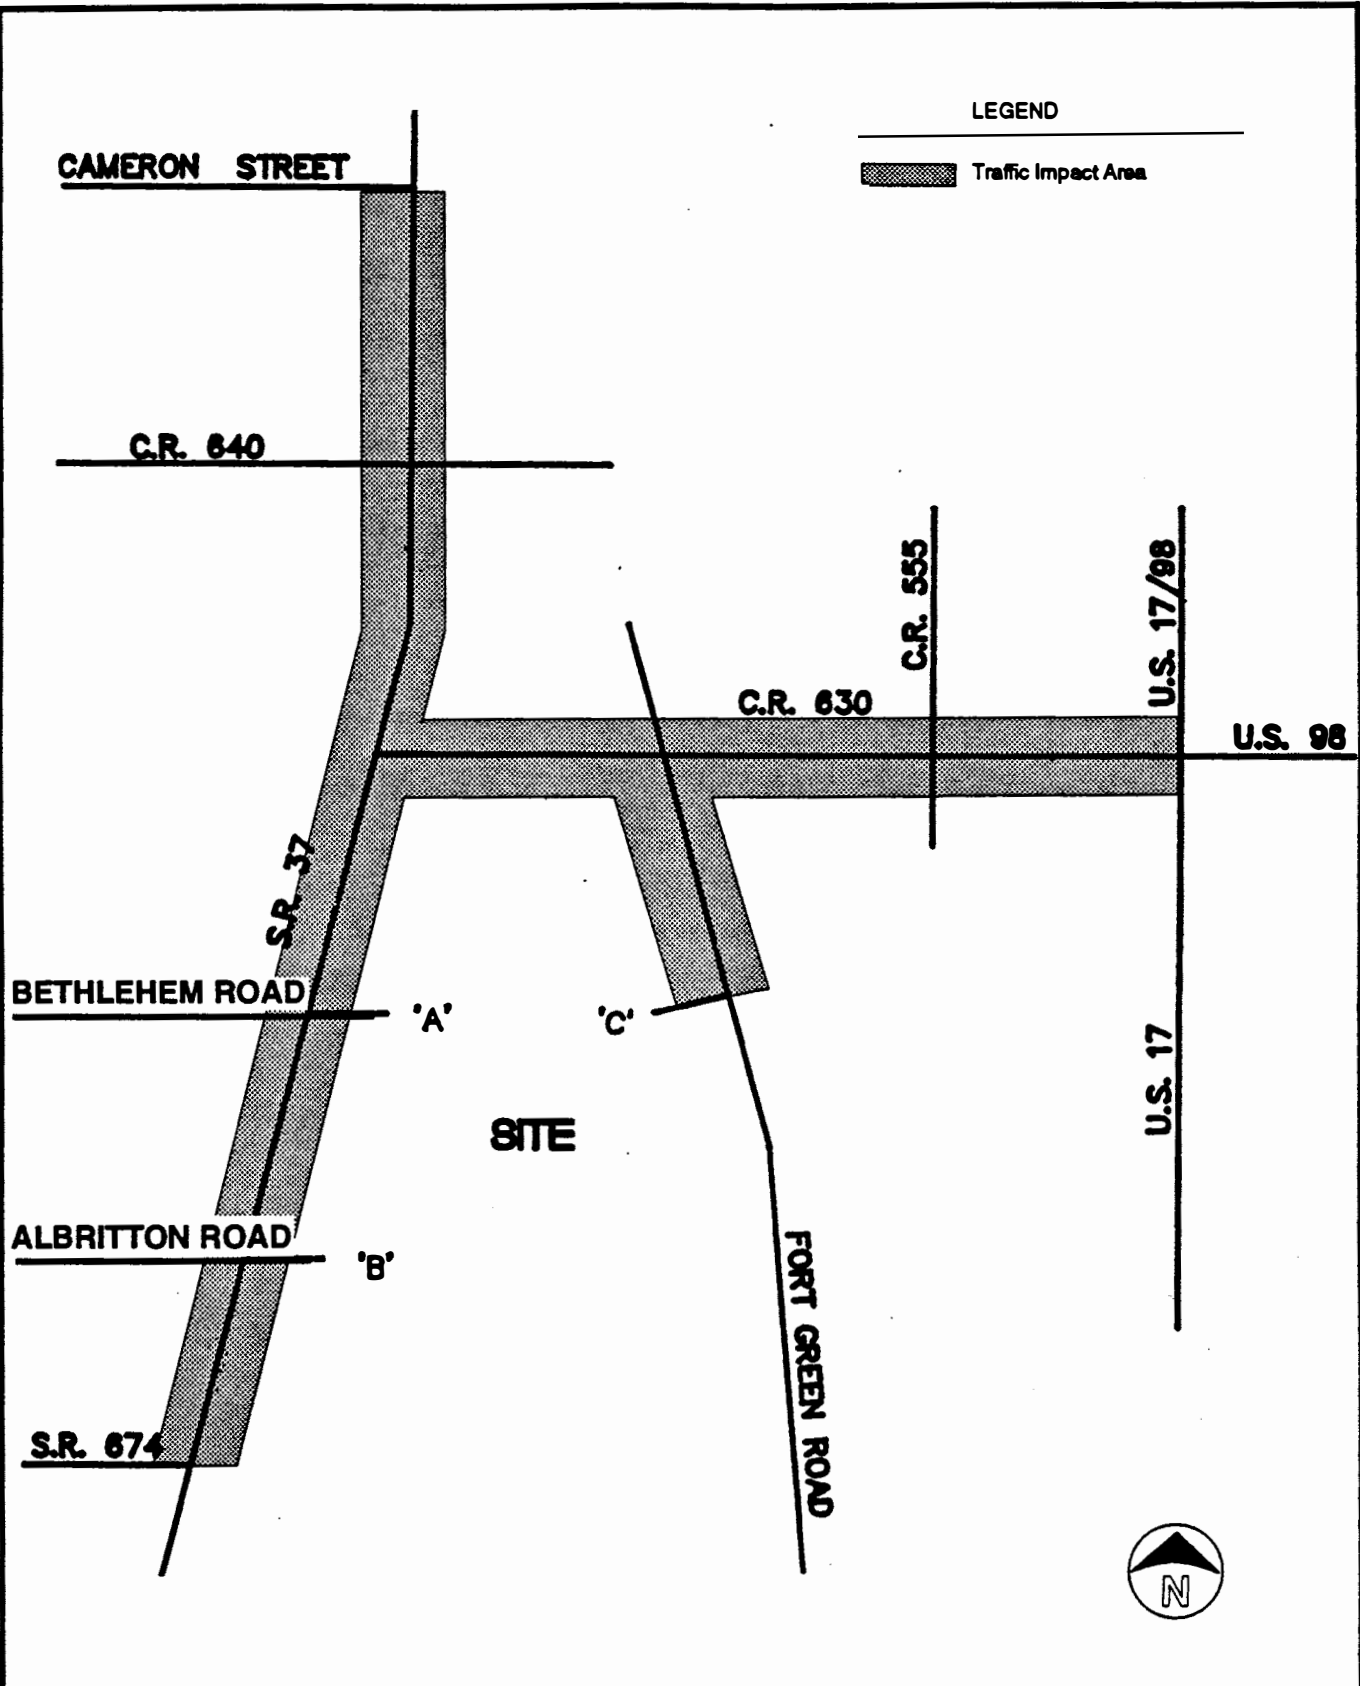 LEGEND
Traffic Impact Area
CAMERON STREET
C.R. 640
C.R. 555
U.S. 17/98
C.R. 630
U.S. 98
S.R. 37
BETHLEHEM ROAD
'A'
'C'
U.S. 17
SITE
ALBRITTON ROAD
'B'
FORT GREEN ROAD
S.R. 674
N